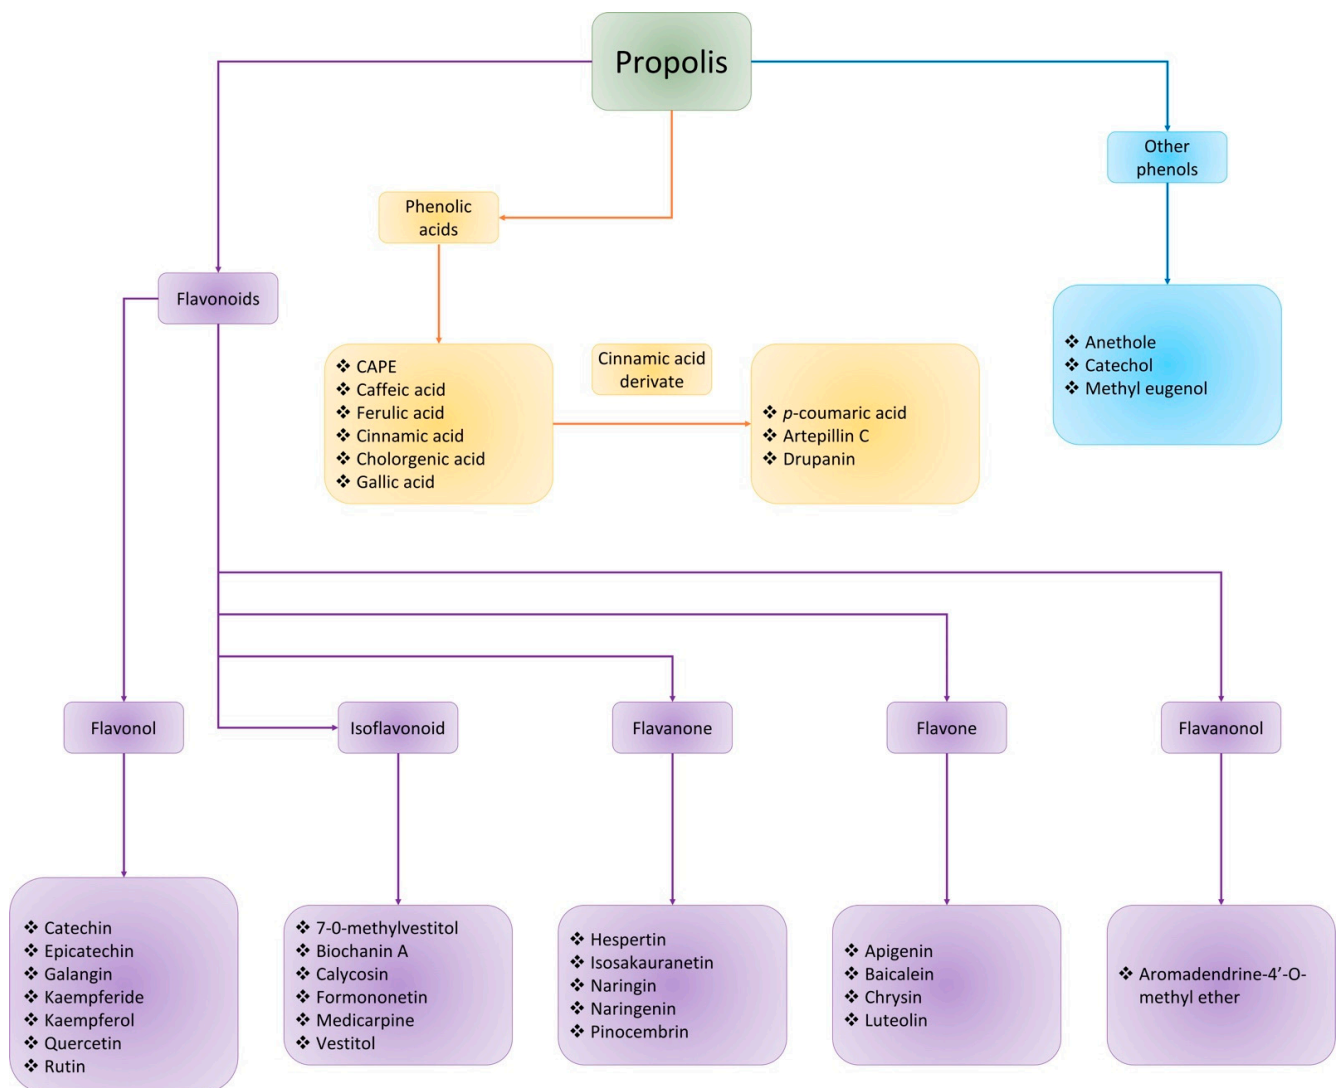 Propolis
Other
phenols
Phenolic
acids
Flavonoids
❖ CAPE
❖ Caffeic acid
❖ Ferulic acid
❖ Cinnamic acid
❖ Cholorgenic acid
❖ Gallic acid
Cinnamic acid
derivate
❖ p-coumaric acid
❖ Artepillin C
❖ Drupanin
❖ Anethole
❖ Catechol
❖ Methyl eugenol
Flavonol
Isoflavonoid
Flavanone
Flavone
Flavanonol
❖ Catechin
❖ Epicatechin
❖ Galangin
❖ Kaempferide
❖ Kaempferol
❖ Quercetin
❖ Rutin
❖ 7-0-methylvestitol
❖ Biochanin A
❖ Calycosin
❖ Formononetin
❖ Medicarpine
❖ Vestitol
❖ Hespertin
❖ Isosakauranetin
❖ Naringin
❖ Naringenin
❖ Pinocembrin
❖ Apigenin
❖ Baicalein
❖ Chrysin
❖ Luteolin
❖ Aromadendrine-4’-O-
methyl ether